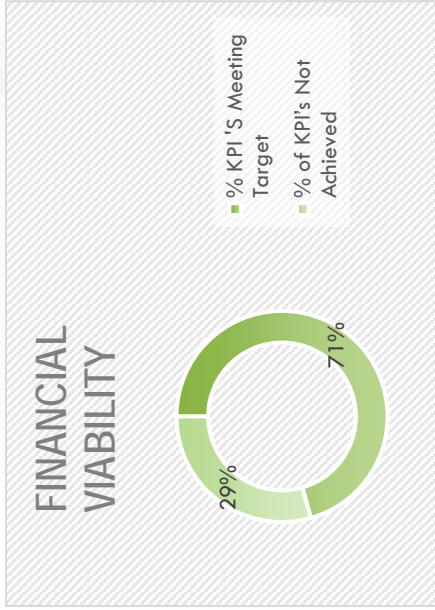 FINANCIAL
VIABILITY
29%
71%
% KPI 'S Meeting
Target
% of KPI's Not
Achieved